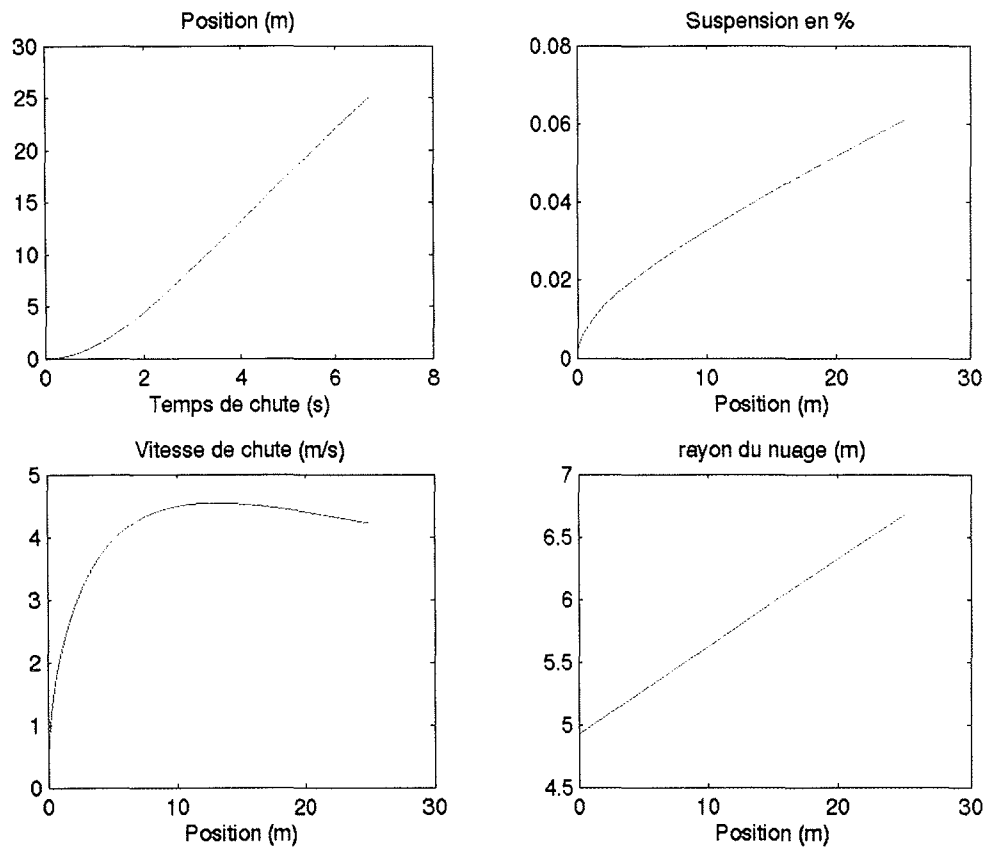 Position (m)
30
25
20
15
10
5
0
0 2 4 6 8
Temps de chute (s)
Suspension en %
0.08
0.06
0.04
0.02
0
0 10 20 30
Position (m)
Vitesse de chute (m/s)
5
4
3
2
1
0
0 10 20 30
Position (m)
rayon du nuage (m)
7
6.5
6
5.5
5
4.5
0 10 20 30
Position (m)